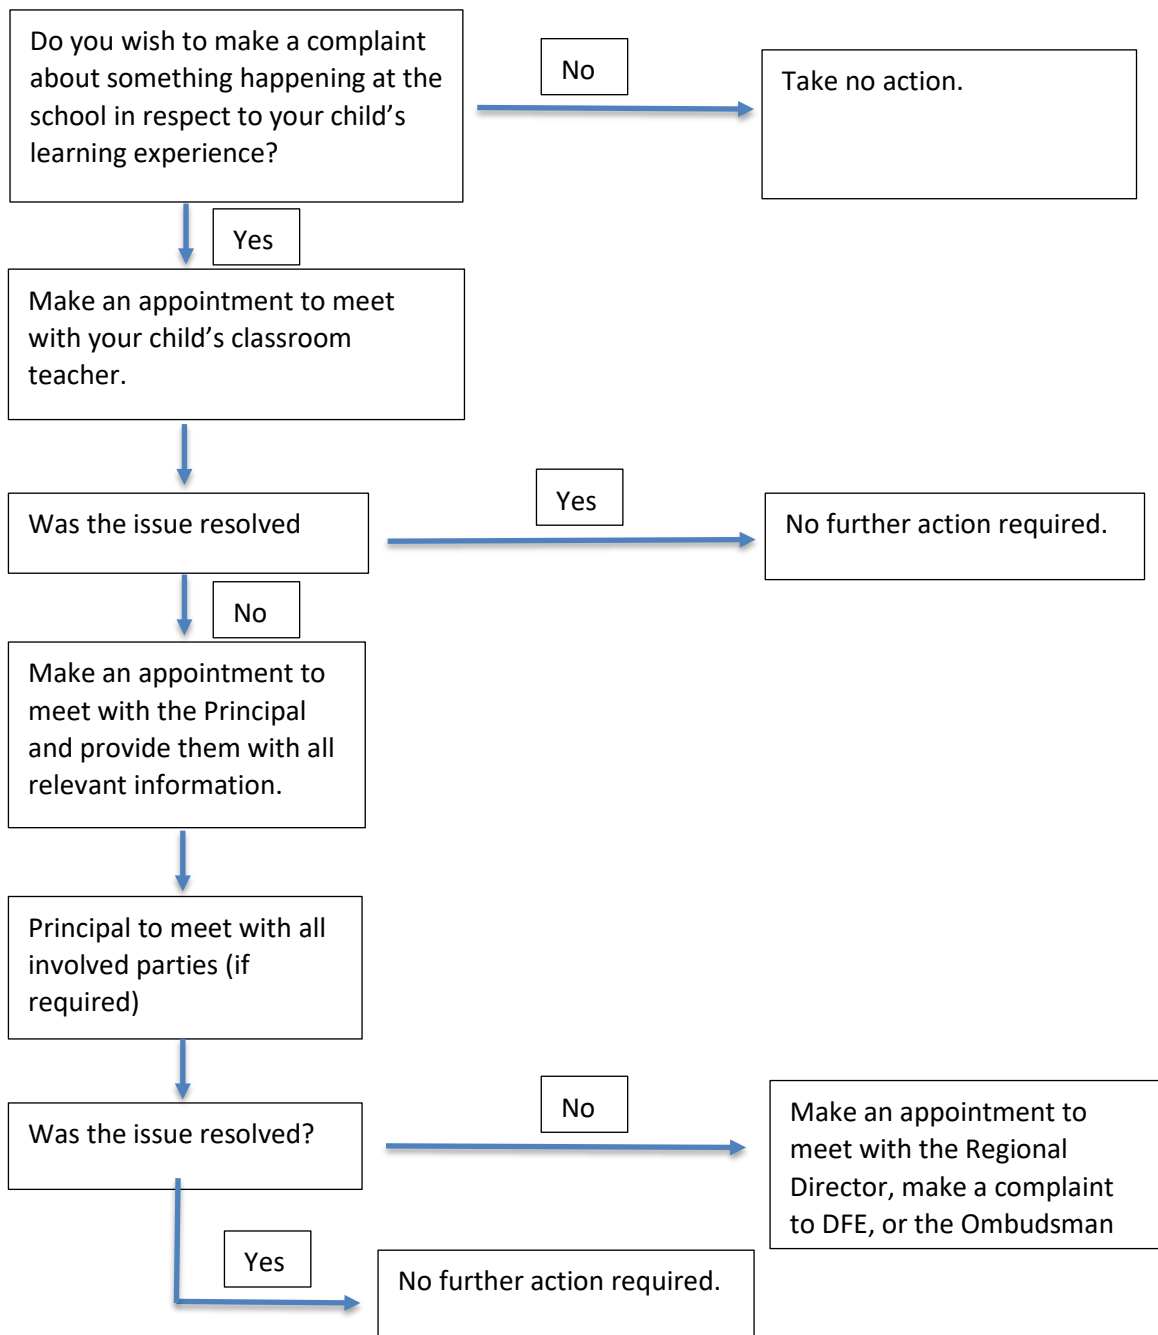 Do you wish to make a complaint
about something happening at the
school in respect to your child’s
learning experience?
No
Take no action.
Yes
Make an appointment to meet
with your child’s classroom
teacher.
Was the issue resolved
Yes
No further action required.
No
Make an appointment to
meet with the Principal
and provide them with all
relevant information.
Principal to meet with all
involved parties (if
required)
Was the issue resolved?
No
Make an appointment to
meet with the Regional
Director, make a complaint
to DFE, or the Ombudsman
Yes
No further action required.